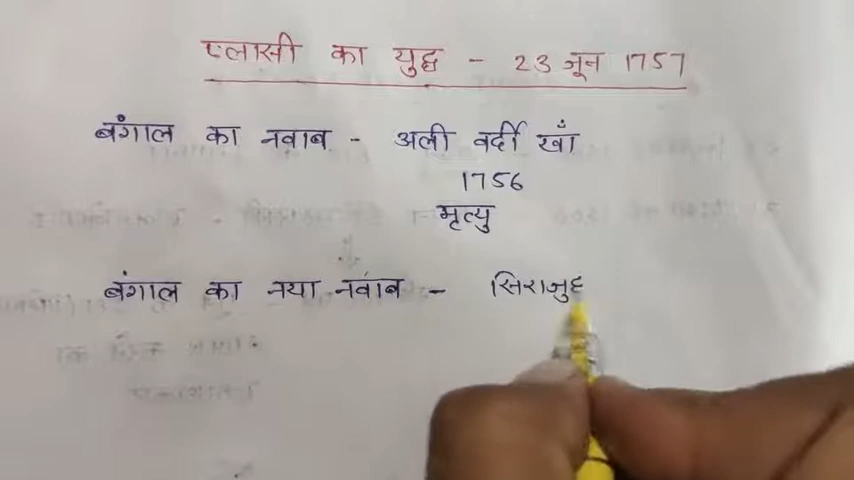 प्लासी का युद्ध - 23 जून 1757
बंगाल का नवाब - अली वर्दी खाँ
1756
मृत्यु
बंगाल का नया नवाब - सिराजुद्द